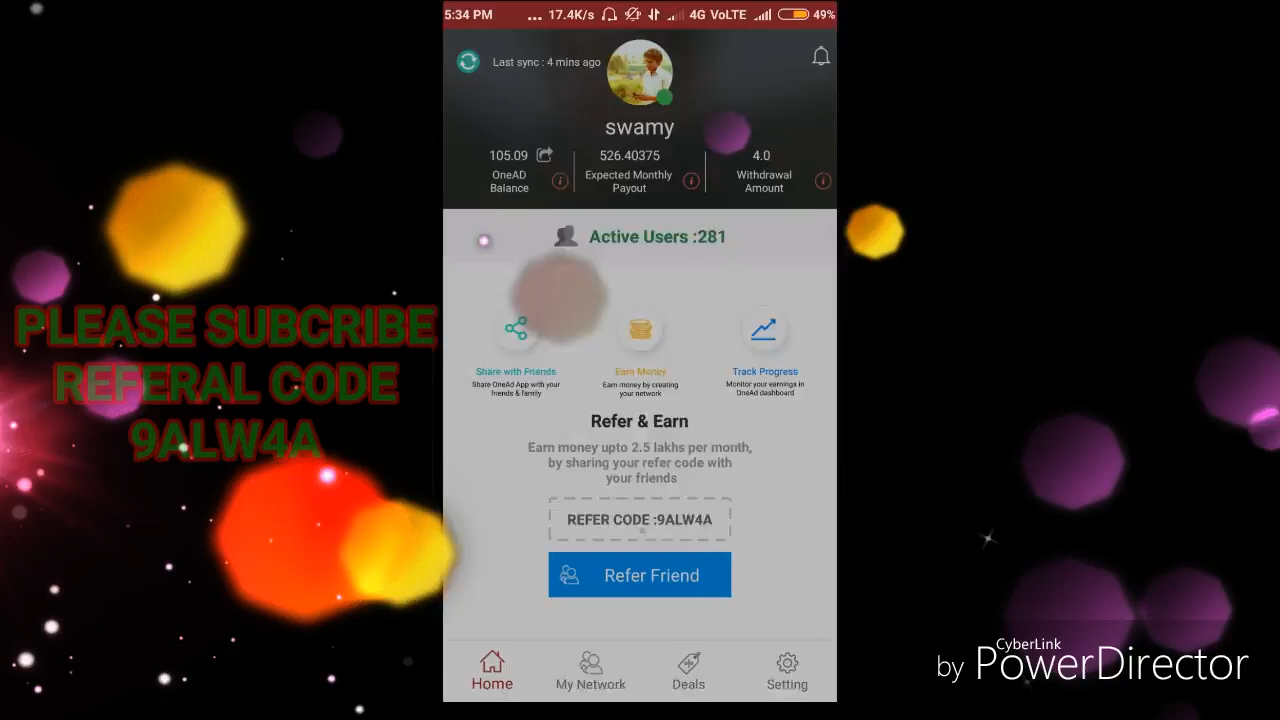 5:34 PM ... 17.4K/s 4G VoLTE 49%
Last sync : 4 mins ago
swamy
105.09 526.40375 4.0
OneAD Balance Expected Monthly Payout Withdrawal Amount
Active Users :281
PLEASE SUBCRIBE
REFERAL CODE
9ALW4A
Share with Friends Earn Money Track Progress
Share OneAd App with your friends & family Earn money by creating your network Monitor your earnings in OneAd dashboard
Refer & Earn
Earn money upto 2.5 lakhs per month,
by sharing your refer code with
your friends
REFER CODE :9ALW4A
Refer Friend
Home My Network Deals Setting
CyberLink
by PowerDirector